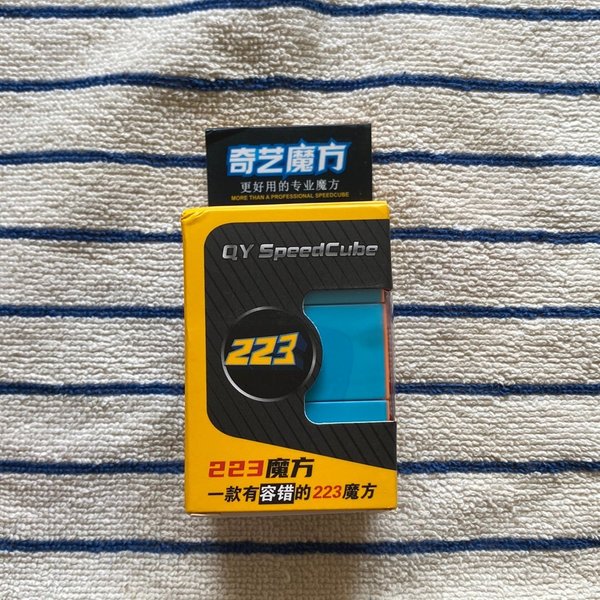 奇艺魔方
更好用的专业魔方
MORE THAN A PROFESSIONAL SPEEDCUBE
QY SpeedCube
223
223魔方
一款有容错的223魔方